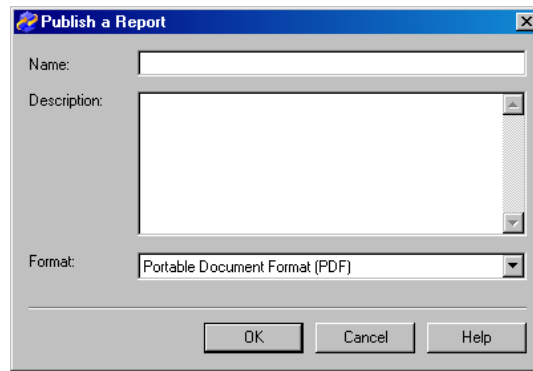 Publish a Report
Name:
Description:
Format:
Portable Document Format (PDF)
OK
Cancel
Help